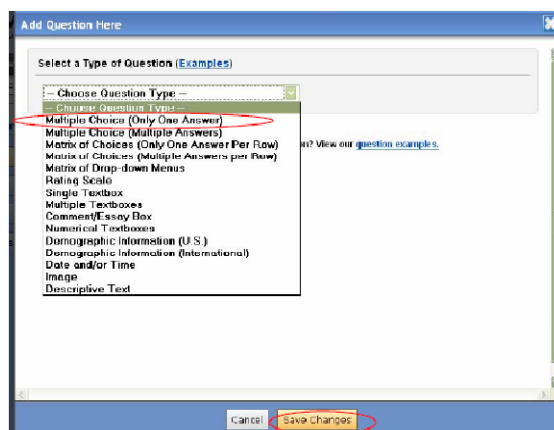 Add Question Here
Select a Type of Question (Examples)
-- Choose Question Type --
-- Choose Question Type --
Multiple Choice (Only One Answer)
Multiple Choice (Multiple Answers)
Matrix of Choices (Only One Answer Per Row)
on? View our question examples.
Matrix of Choices (Multiple Answers per Row)
Matrix of Drop-down Menus
Rating Scale
Single Textbox
Multiple Textboxes
Comment/Essay Box
Numerical Textboxes
Demographic Information (U.S.)
Demographic Information (International)
Date and/or Time
Image
Descriptive Text
Cancel
Save Changes